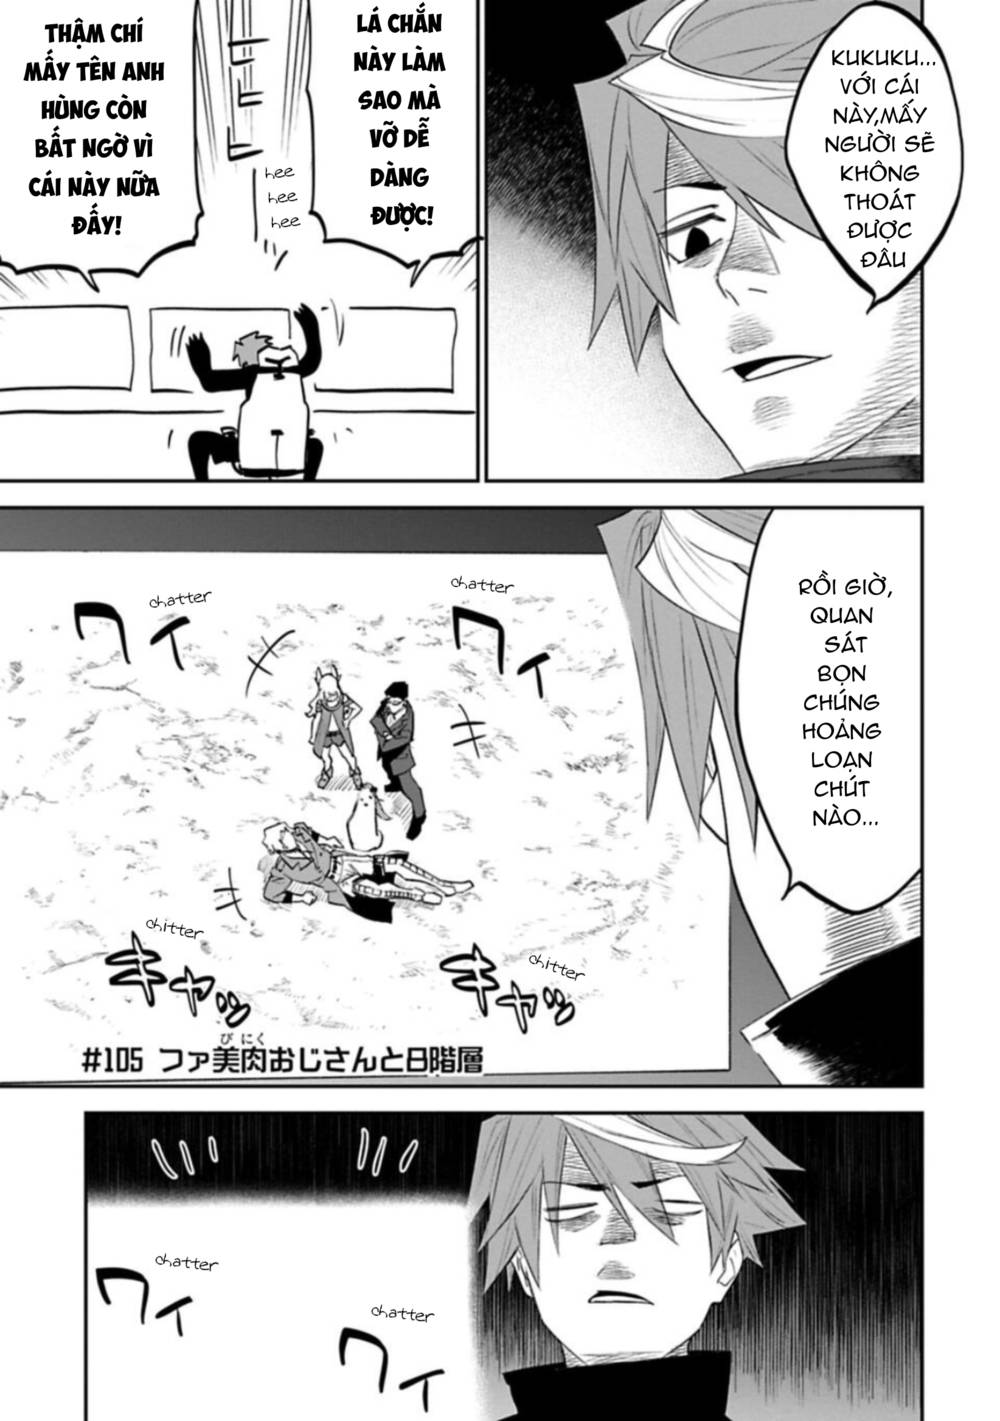 KUKUKU...
VỚI CÁI
NÀY,MẤY
NGƯỜI SẼ
KHÔNG
THOÁT
ĐƯỢC
ĐÂU
LÁ CHẮN
NÀY LÀM
SAO MÀ
VỠ DỄ
DÀNG
ĐƯỢC!
hee
hee
hee
THẬM CHÍ
MẤY TÊN ANH
HÙNG CÒN
BẤT NGỜ VÌ
CÁI NÀY NỮA
ĐẤY!
RỒI GIỜ,
QUAN
SÁT
BỌN
CHÚNG
HOẢNG
LOẠN
CHÚT
NÀO...
chatter
ワイ
chatter
ワイ
chitter
キャッ
chitter
キャッ
びにく
#105 ファ美肉おじさんと8階層
chatter
ワイ
chatter
ワイ